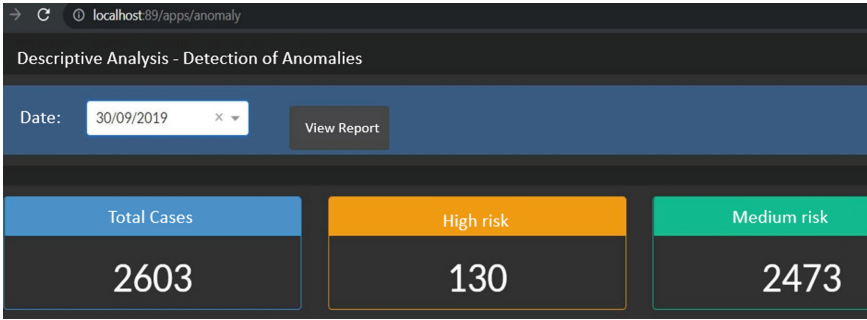 localhost:89/apps/anomaly
Descriptive Analysis - Detection of Anomalies
Date: 30/09/2019 View Report
Total Cases High risk Medium risk
2603 130 2473